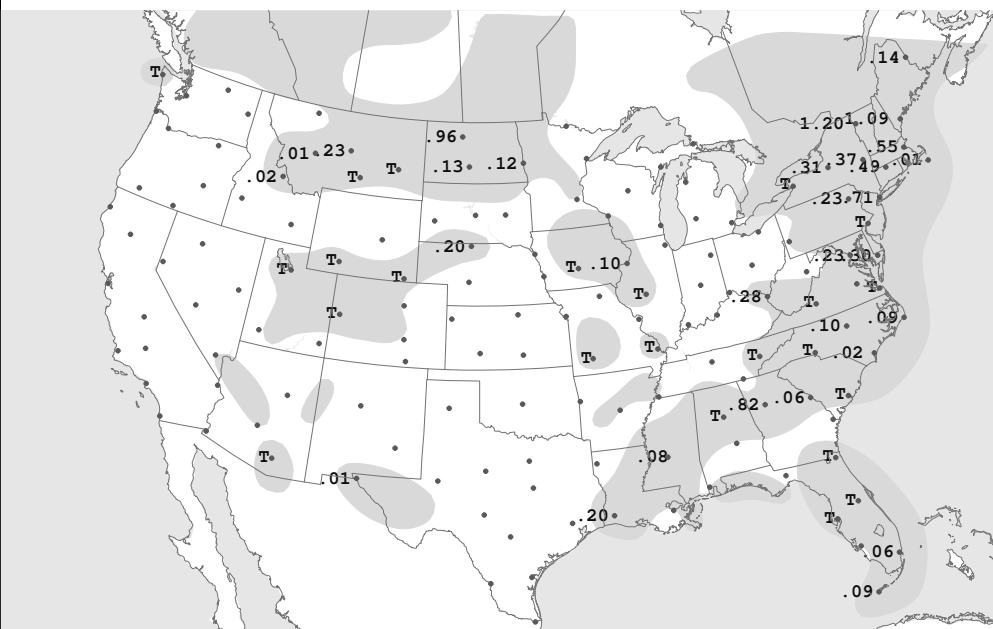 .14
T
1.20 1.09
.96
.55
.01 .23
.37 .49 .01
.13 .12
.31
T
.02
T
T
.23 .71
T
.20
.23 .30
T
T
T .10
T
T
T
.28
T
T
.09
.10
T
T
T
T
.02
T
.82 .06
T
T
.08
T
T
.01
T
.20
T
.06
.09